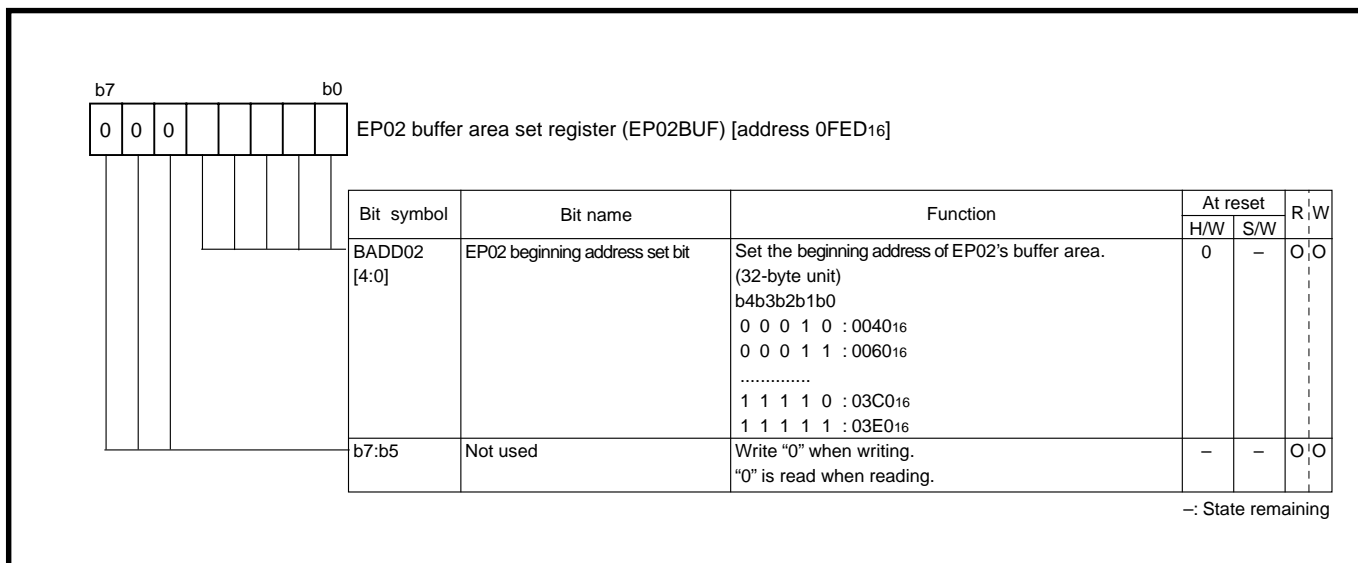 b7 b0
0 0 0
EP02 buffer area set register (EP02BUF) [address 0FED16]
Bit symbol Bit name Function At reset R W
H/W S/W
BADD02 EP02 beginning address set bit Set the beginning address of EP02's buffer area. 0 – O O
[4:0] (32-byte unit)
b4b3b2b1b0
0 0 0 1 0 : 004016
0 0 0 1 1 : 006016
..............
1 1 1 1 0 : 03C016
1 1 1 1 1 : 03E016
b7:b5 Not used Write “0” when writing. – – O O
“0” is read when reading.
–: State remaining